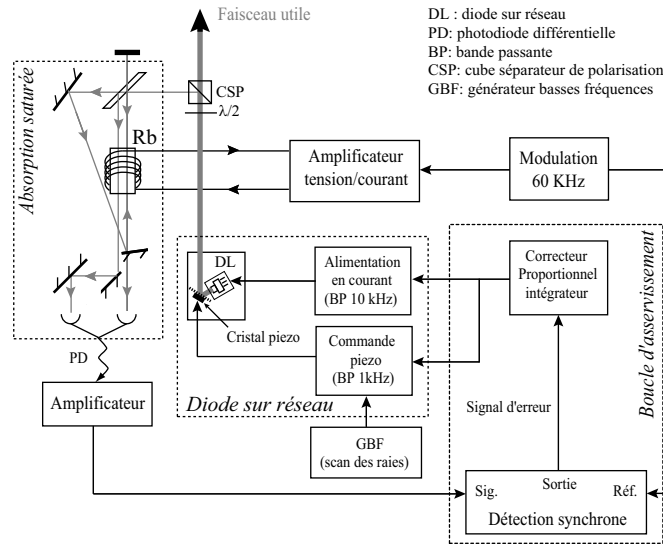 Faisceau utile
DL : diode sur réseau
PD: photodiode différentielle
BP: bande passante
CSP: cube séparateur de polarisation
GBF: générateur basses fréquences
CSP
λ/2
Absorption saturée
Rb
Amplificateur
tension/courant
Modulation
60 KHz
DL
Alimentation
en courant
(BP 10 kHz)
Correcteur
Proportionnel
intégrateur
Boucle d'asservissement
Cristal piezo
Commande
piezo
(BP 1kHz)
PD
Diode sur réseau
Amplificateur
Signal d'erreur
GBF
(scan des raies)
Sig.
Sortie
Réf.
Détection synchrone